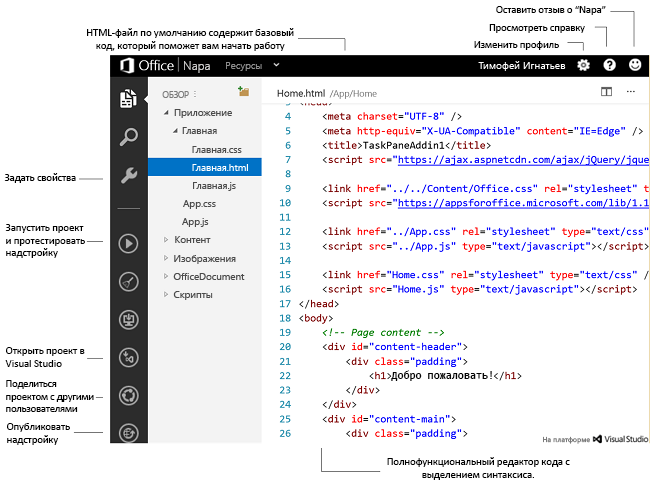 Оставить отзыв о “Napa”
Просмотреть справку
Изменить профиль
HTML-файл по умолчанию содержит базовый
код, который поможет вам начать работу
Office | Napa Ресурсы
Тимофей Игнатьев
ОБЗОР
Приложение
Главная
Главная.css
Главная.html
Главная.js
App.css
App.js
Контент
Изображения
OfficeDocument
Скрипты
Задать свойства
Запустить проект
и протестировать
надстройку
Открыть проект в
Visual Studio
Поделиться
проектом с другими
пользователями
Опубликовать
надстройку
Home.html /App/Home
3 <head>
4 <meta charset="UTF-8" />
5 <meta http-equiv="X-UA-Compatible" content="IE=Edge" />
6 <title>TaskPaneAddin1</title>
7 <script src="https://ajax.aspnetcdn.com/ajax/jQuery/jque
8
9 <link href="../../Content/Office.css" rel="stylesheet" t
10 <script src="https://appsforoffice.microsoft.com/lib/1.1
11
12 <link href="../App.css" rel="stylesheet" type="text/css"
13 <script src="../App.js" type="text/javascript"></script>
14
15 <link href="Home.css" rel="stylesheet" type="text/css" /
16 <script src="Home.js" type="text/javascript"></script>
17 </head>
18 <body>
19 <!-- Page content -->
20 <div id="content-header">
21 <div class="padding">
22 <h1>Добро пожаловать!</h1>
23 </div>
24 </div>
25 <div id="content-main">
26 <div class="padding">
На платформе Visual Studio
Полнофункциональный редактор кода с
выделением синтаксиса.